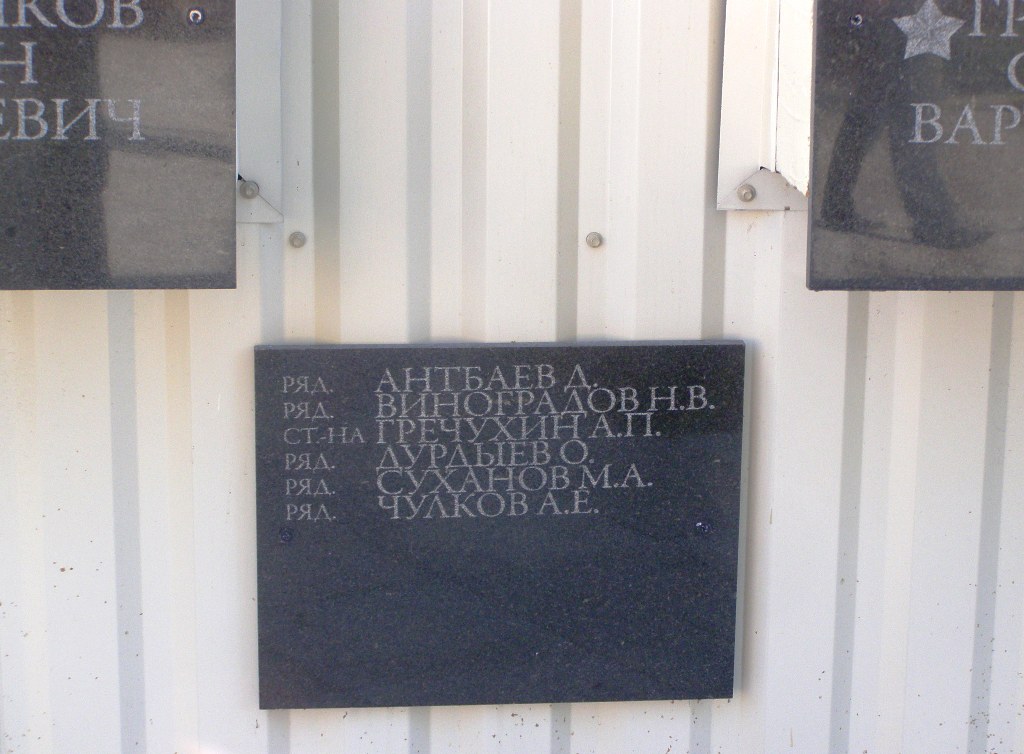 ЕВИЧ
ВАР
РЯД. АНТБАЕВ Д.
РЯД. ВИНОГРАДОВ Н.В.
СТ-НА ГРЕЧУХИН А.П.
РЯД. ДУРДЫЕВ О.
РЯД. СУХАНОВ М.А.
РЯД. ЧУЛКОВ А.Е.